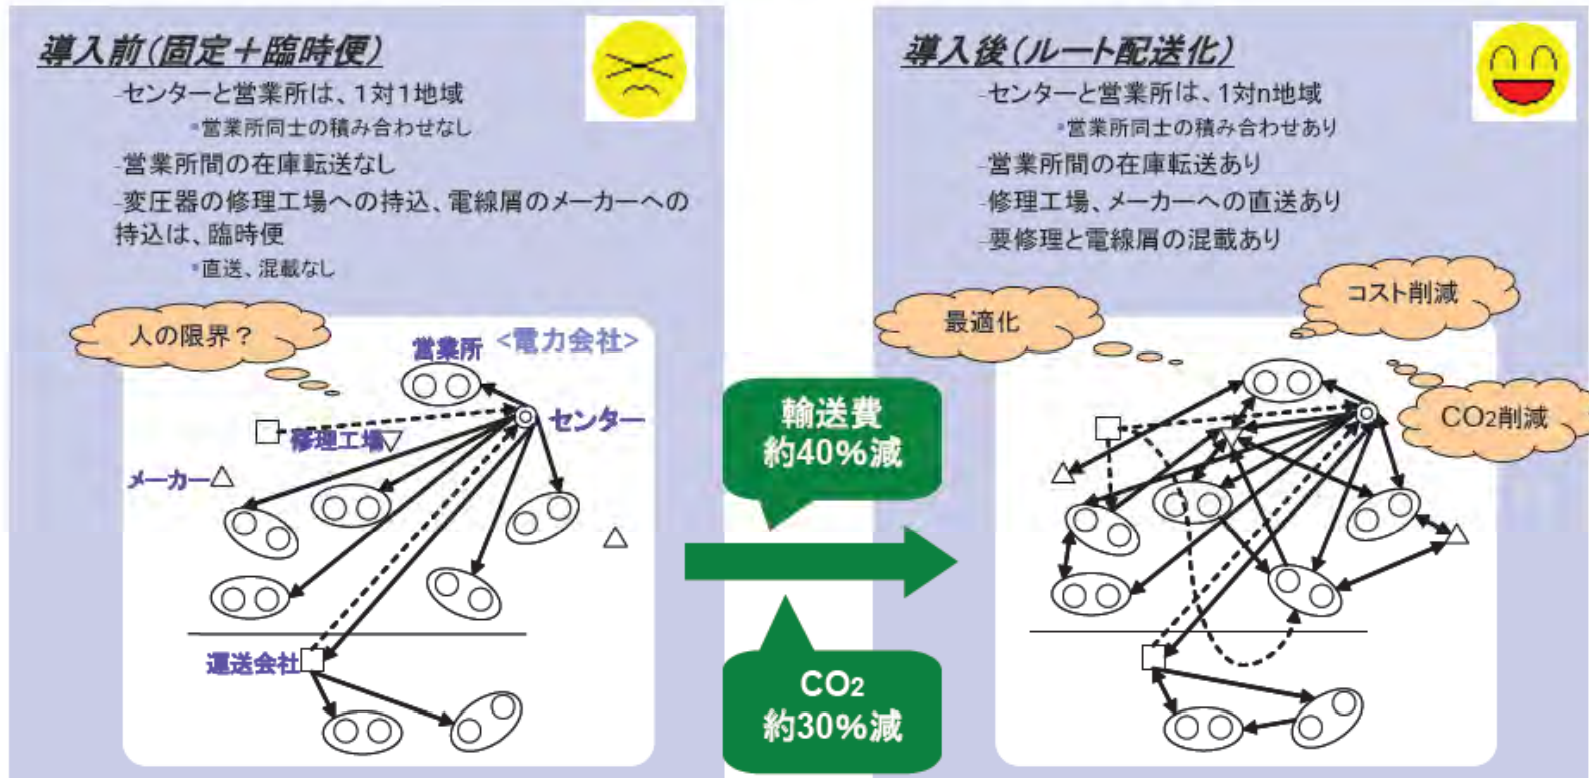 導入前(固定+臨時便)
-センターと営業所は、1対1地域
▪営業所同士の積み合わせなし
-営業所間の在庫転送なし
-変圧器の修理工場への持込、電線屑のメーカーへの
持込は、臨時便
▪直送、混載なし
人の限界?
営業所
<電力会社>
センター
修理工場
メーカー
運送会社
輸送費
約40%減
CO2
約30%減
導入後(ルート配送化)
-センターと営業所は、1対n地域
▪営業所同士の積み合わせあり
-営業所間の在庫転送あり
-修理工場、メーカーへの直送あり
-要修理と電線屑の混載あり
最適化
コスト削減
CO2削減